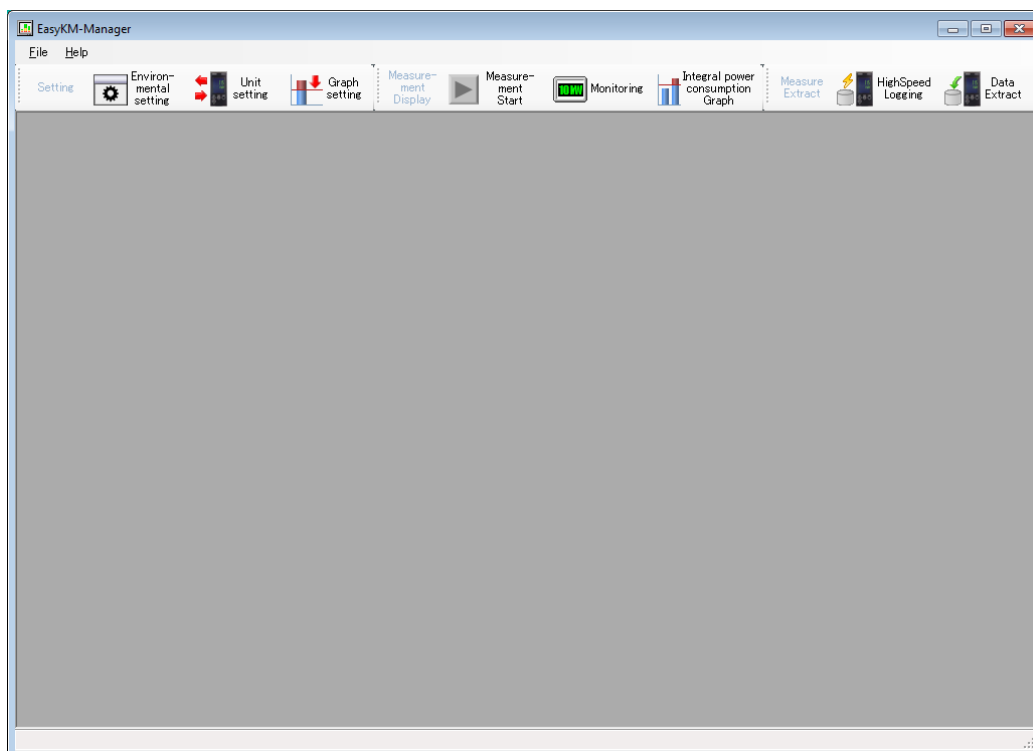 EasyKM-Manager
File Help
Setting
Environ-
mental
setting
Unit
setting
Graph
setting
Measure-
ment
Display
Measure-
ment
Start
10 kW
Monitoring
Integral power
consumption
Graph
Measure
Extract
HighSpeed
Logging
Data
Extract